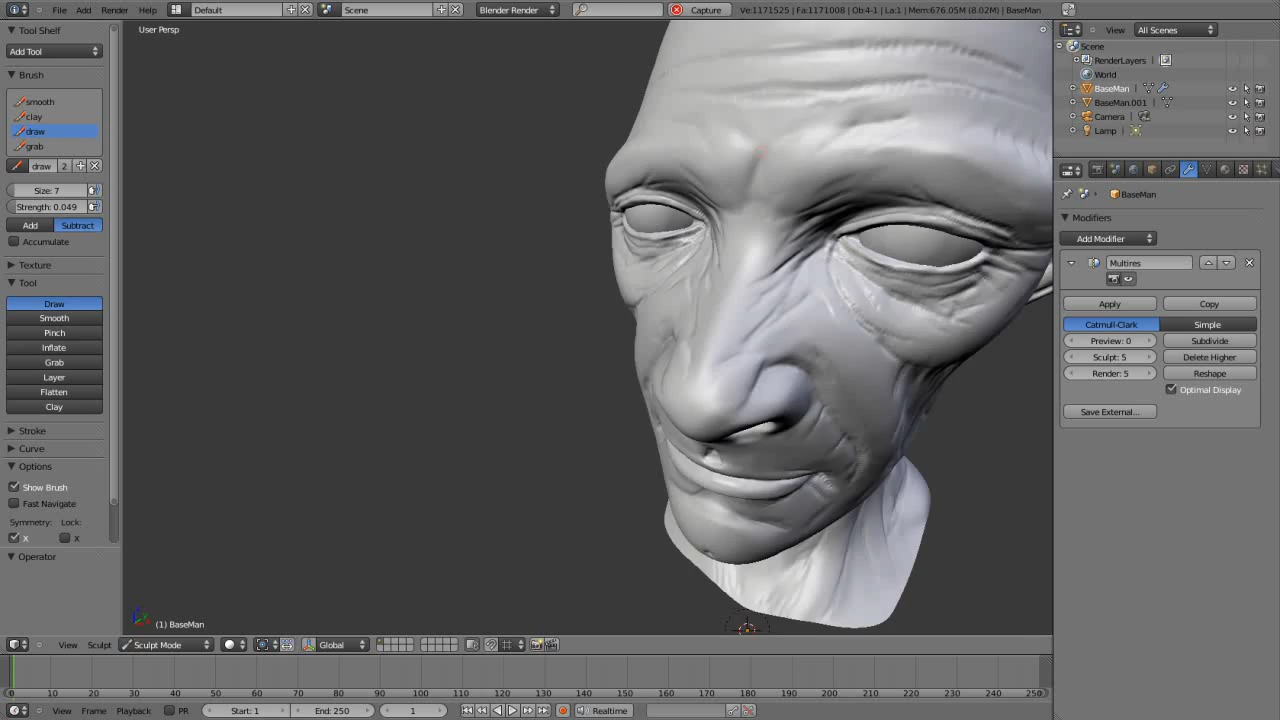 File Add Render Help Default Scene Blender Render Capture Ve:1171525 | Fa:1171008 | Ob:4-1 | La:1 | Mem:676.05M (8.02M) | BaseMan
Tool Shelf
Add Tool
Brush
smooth
clay
draw
grab
draw 2
Size: 7
Strength: 0.049
Add Subtract
Accumulate
Texture
Tool
Draw
Smooth
Pinch
Inflate
Grab
Layer
Flatten
Clay
Stroke
Curve
Options
Show Brush
Fast Navigate
Symmetry: Lock:
X X
Operator
User Persp
(1) BaseMan
View Sculpt Sculpt Mode Global
0 10 20 30 40 50 60 70 80 90 100 110 120 130 140 150 160 170 180 190 200 210 220 230 240 250
View Frame Playback PR Start: 1 End: 250 1 Realtime
View All Scenes
Scene
RenderLayers
World
BaseMan
BaseMan.001
Camera
Lamp
BaseMan
Modifiers
Add Modifier
Multires
Apply Copy
Catmull-Clark Simple
Preview: 0 Subdivide
Sculpt: 5 Delete Higher
Render: 5 Reshape
Optimal Display
Save External...